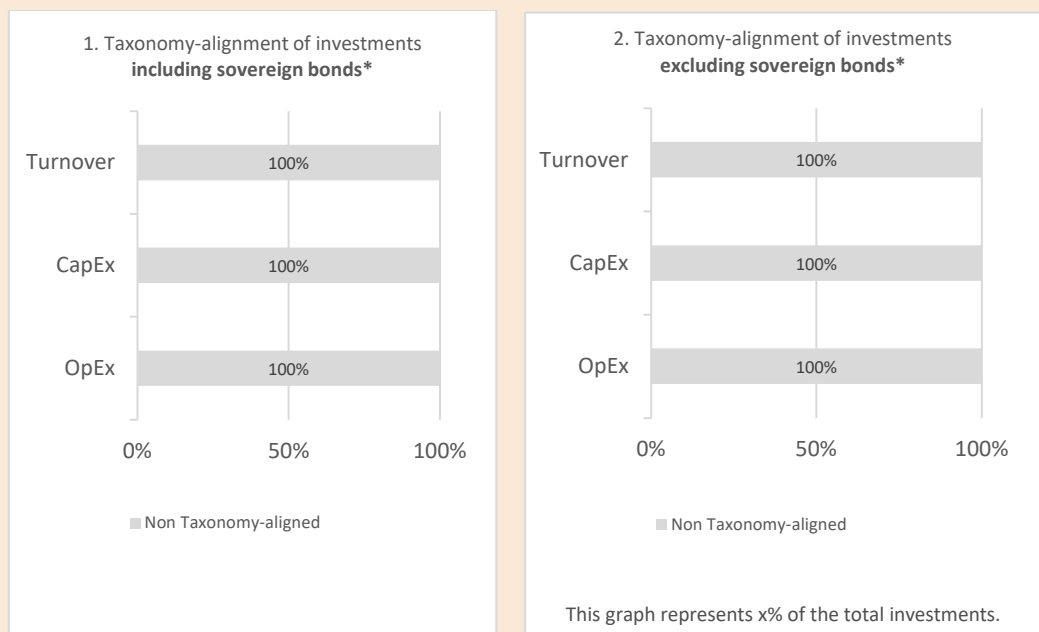 1. Taxonomy-alignment of investments
including sovereign bonds*
Turnover
100%
CapEx
100%
OpEx
100%
0%
50%
100%
Non Taxonomy-aligned
2. Taxonomy-alignment of investments
excluding sovereign bonds*
Turnover
100%
CapEx
100%
OpEx
100%
0%
50%
100%
Non Taxonomy-aligned
This graph represents x% of the total investments.